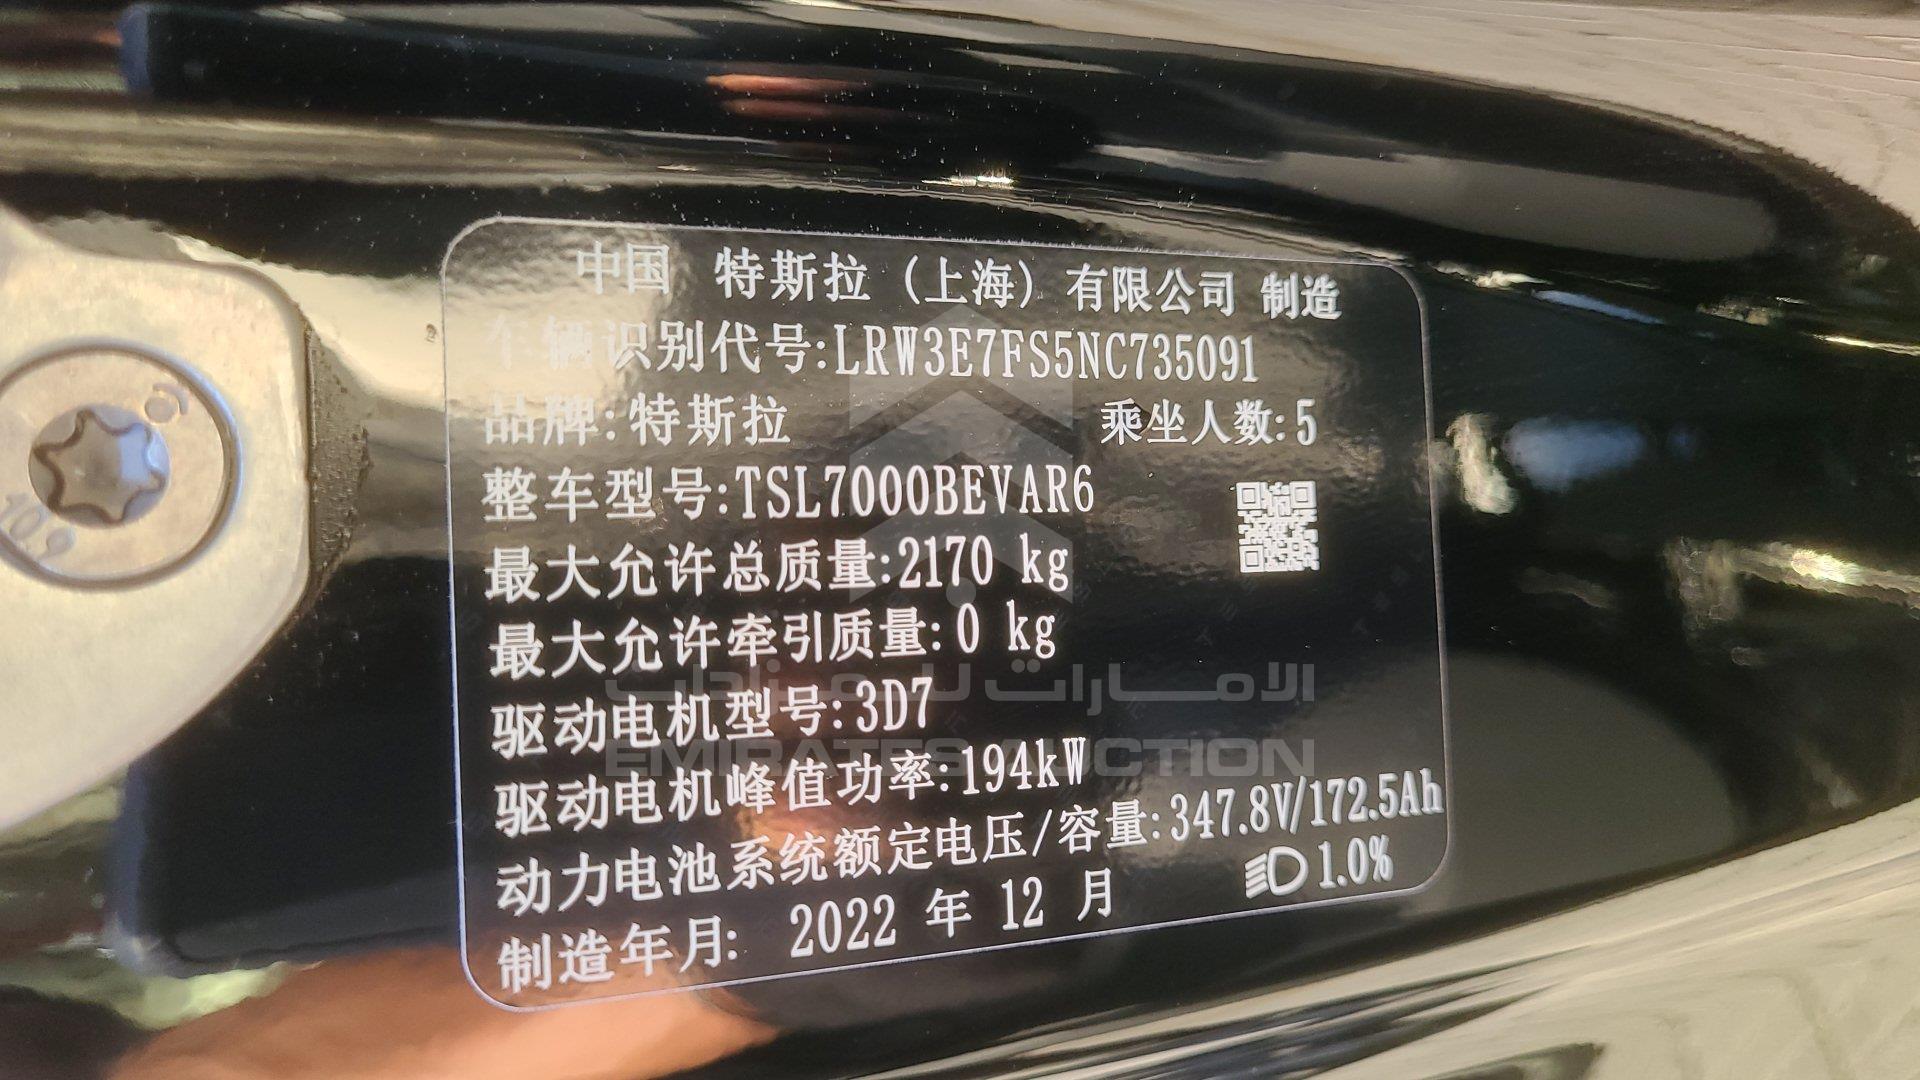 中国 特斯拉 (上海) 有限公司 制造
车辆识别代号:LRW3E7FS5NC735091
品牌:特斯拉 乘坐人数:5
整车型号:TSL7000BEVAR6
最大允许总质量:2170 kg
最大允许牵引质量:0 kg
驱动电机型号:3D7
驱动电机峰值功率:194kW
动力电池系统额定电压/容量:347.8V/172.5Ah
1.0%
制造年月: 2022 年 12 月
10.9
الامارات للمزادات
EMIRATES AUCTION